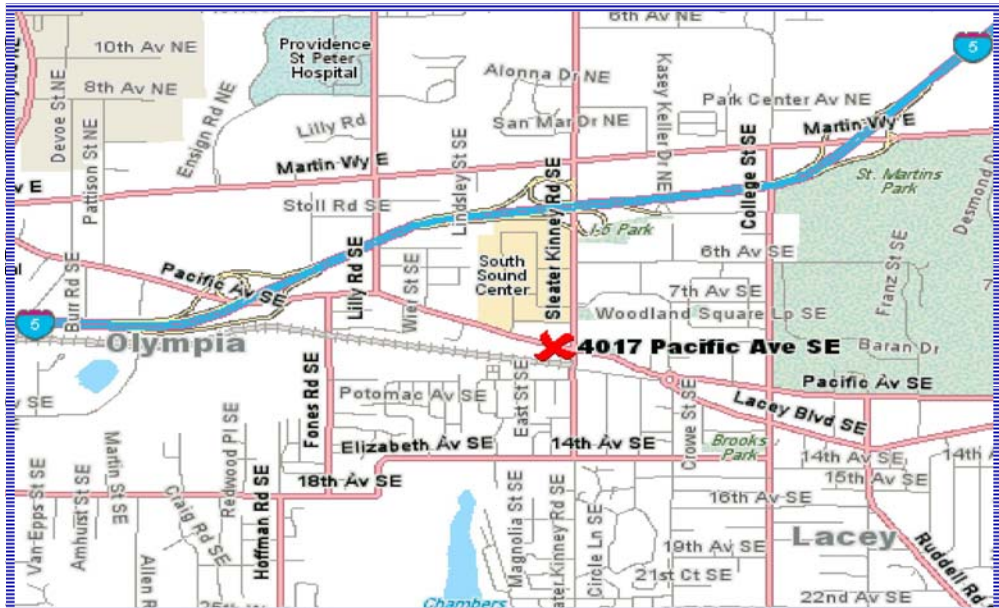 6th Av NE
10th Av NE
Providence
St Peter
Hospital
5
8th Av NE
Devoe St NE
Alonna Dr NE
Kasey Keller Dr NE
Park Center Av NE
Ensign Rd NE
Lilly Rd
San Mar Dr NE
Martin Wy E
Pattison St NE
Martin Wy E
Lindsley St SE
Sleater Kinney Rd SE
College St SE
St. Martins
Park
Desmond D
v E
Stoll Rd SE
I-5 Park
6th Av SE
South
Sound
Center
Burr Rd SE
Pacific Av SE
Lilly Rd SE
Wier St SE
7th Av SE
Franz St SE
7
Woodland Square Lp SE
5
Olympia
4017 Pacific Ave SE
Baran Dr
Pacific Av SE
Potomac Av SE
East St SE
Lacey Blvd SE
v SE
Fones Rd SE
Crowe St SE
Brooks
Park
Elizabeth Av SE
14th Av SE
14th Av SE
14th
Martin St SE
Redwood Pl SE
18th Av SE
15th Av SE
Van Epps St SE
Amhurst St SE
Craig Rd SE
Hoffman Rd SE
Magnolia St SE
ater Kinney Rd SE
Circle Ln SE
16th Av SE
Lacey
19th Av SE
Ruddell Rd
21st Ct SE
Allen R
Chambers
22nd Av SE